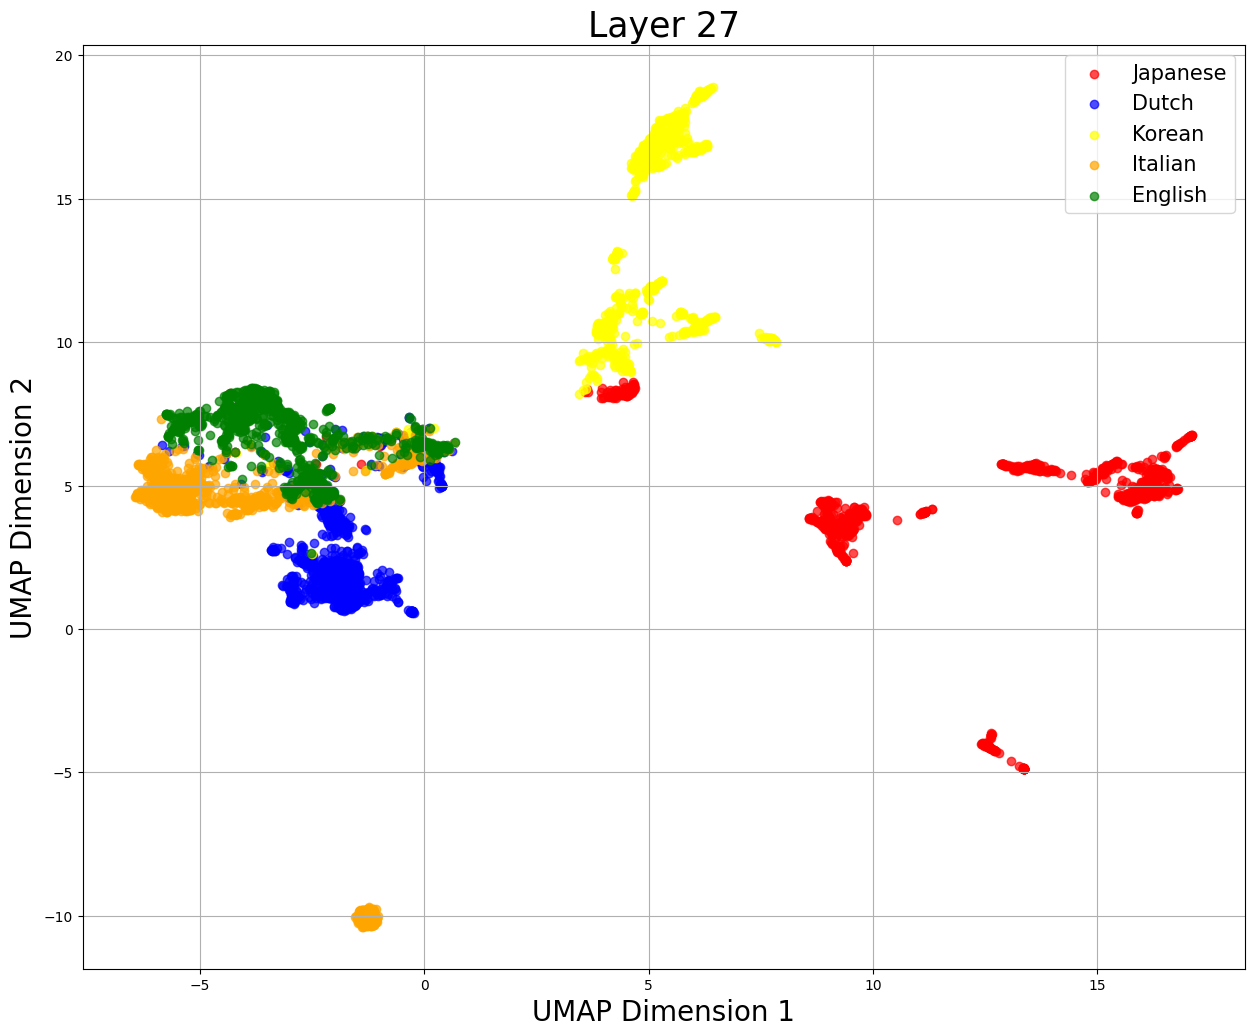 Layer 27
20
15
10
5
0
−5
−10
UMAP Dimension 2
Japanese
Dutch
Korean
Italian
English
−5
0
5
10
15
UMAP Dimension 1